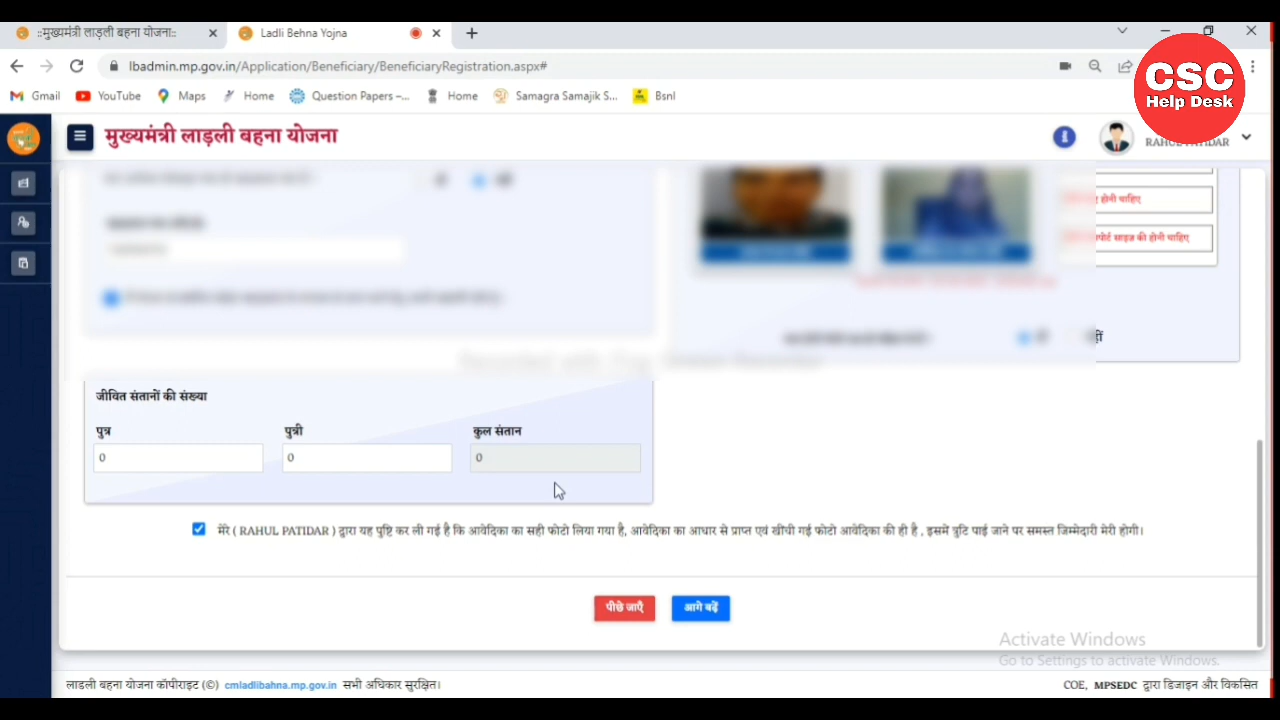 ::मुख्यमंत्री लाड़ली बहना योजना::
Ladli Behna Yojna
lbadmin.mp.gov.in/Application/Beneficiary/BeneficiaryRegistration.aspx#
CSC
Help Desk
Gmail YouTube Maps Home Question Papers –... Home Samagra Samajik S... Bsnl
मुख्यमंत्री लाड़ली बहना योजना
RAHUL PATIDAR
होनी चाहिए
साइज़ की होनी चाहिए
जीवित संतानों की संख्या
पुत्र पुत्री कुल संतान
0 0 0
मेरे ( RAHUL PATIDAR ) द्वारा यह पुष्टि कर ली गई है कि आवेदिका का सही फोटो लिया गया है, आवेदिका का आधार से प्राप्त एवं खींची गई फोटो आवेदिका की ही है , इसमें त्रुटि पाई जाने पर समस्त जिम्मेदारी मेरी होगी।
पीछे जाएँ आगे बढ़ें
Activate Windows
Go to Settings to activate Windows.
लाडली बहना योजना कॉपीराइट (©) cmladlibahna.mp.gov.in सभी अधिकार सुरक्षित।
COE, MPSEDC द्वारा डिजाइन और विकसित